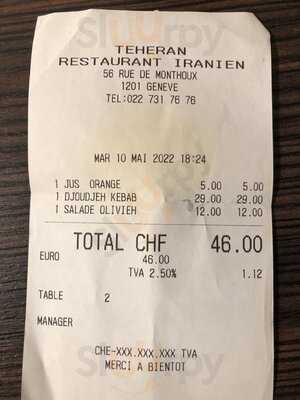 TEHERAN
RESTAURANT IRANIEN
56 RUE DE MONTHOUX
1201 GENEVE
TEL:022 731 76 76
MAR 10 MAI 2022 18:24
1 JUS ORANGE 5.00 5.00
1 DJOUDJEH KEBAB 29.00 29.00
1 SALADE OLIVIEH 12.00 12.00
TOTAL CHF 46.00
EURO 46.00
TVA 2.50% 1.12
TABLE 2
MANAGER
CHE-XXX.XXX.XXX TVA
MERCI A BIENTOT
Sluurpy
Sluurpy